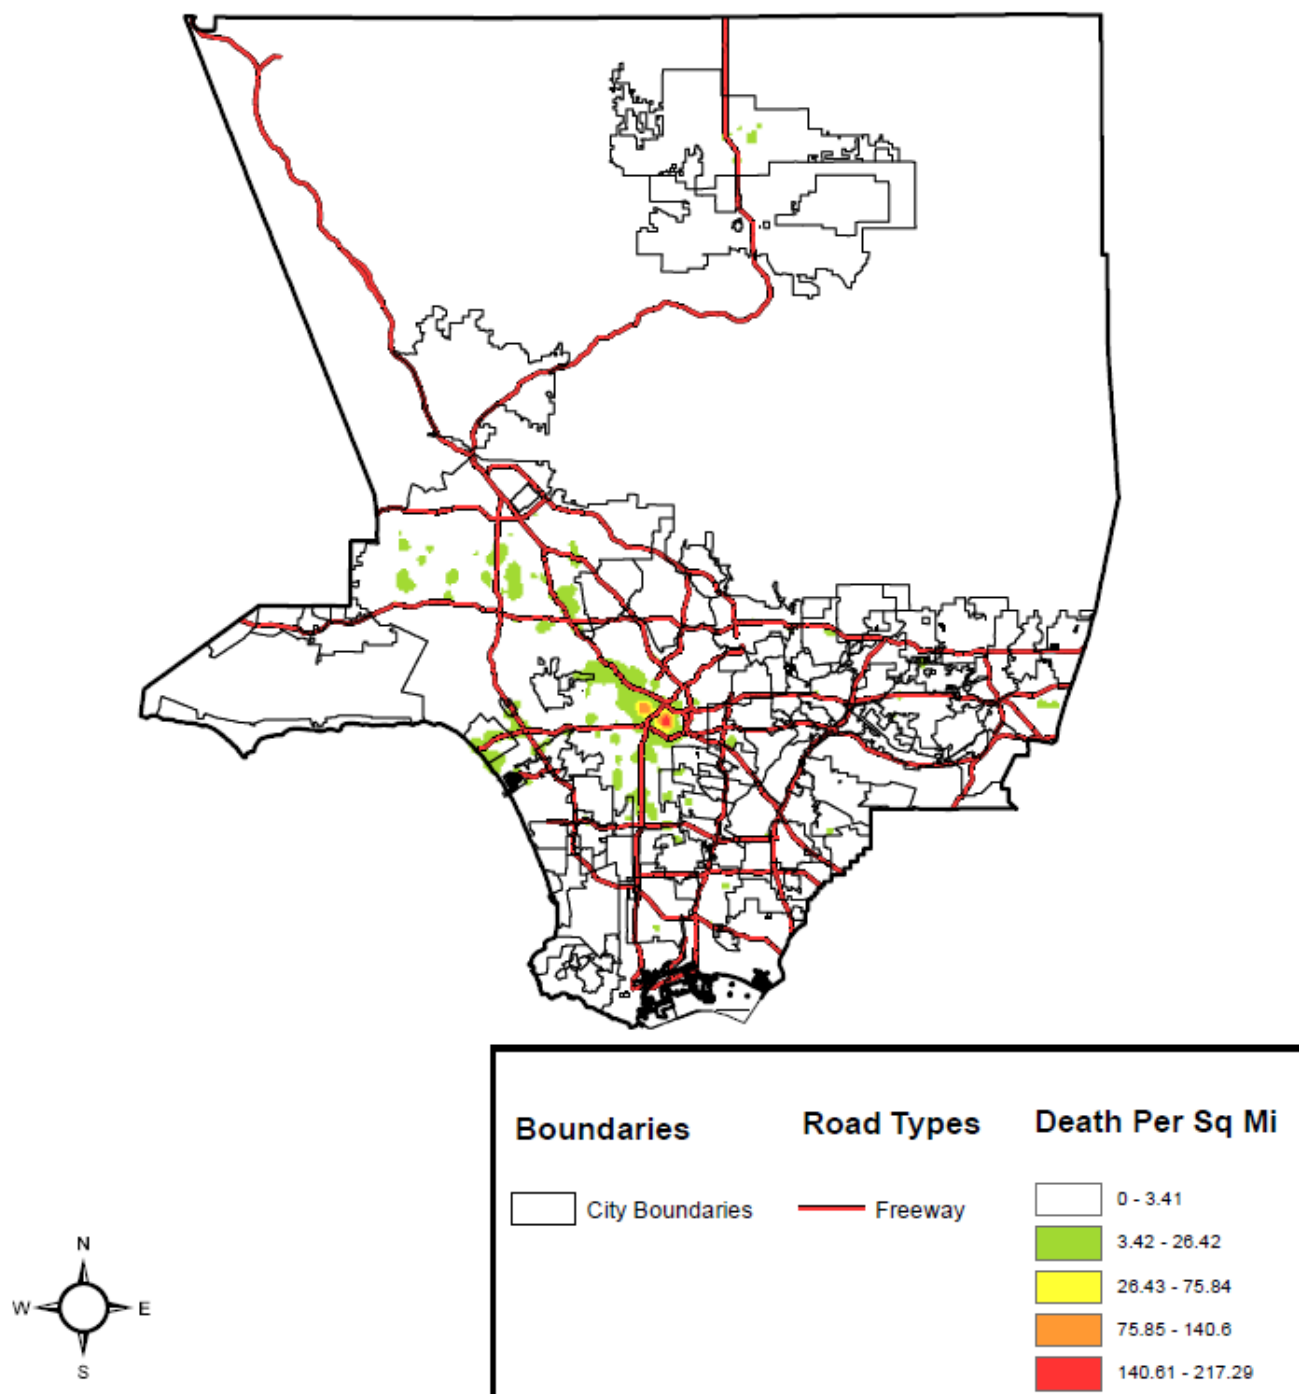 Boundaries
City Boundaries
Road Types
Freeway
Death Per Sq Mi
0 - 3.41
3.42 - 26.42
26.43 - 75.84
75.85 - 140.6
140.61 - 217.29
N
W E
S